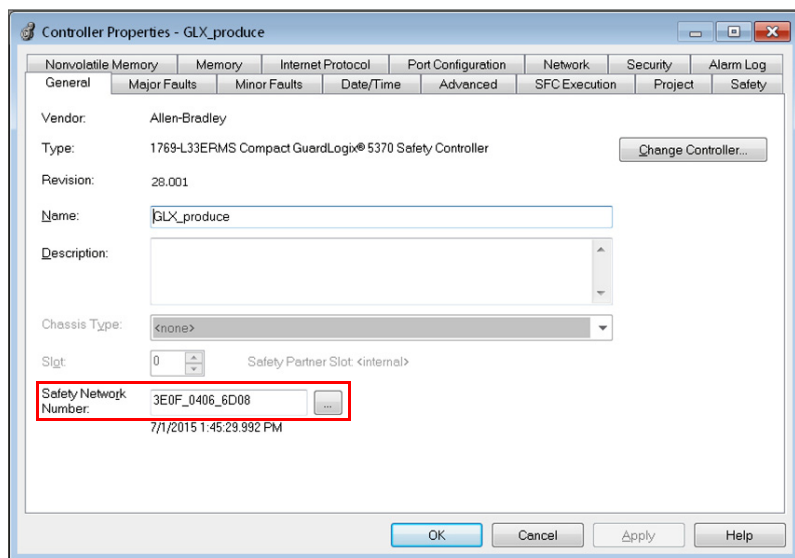 Controller Properties - GLX_produce
Nonvolatile Memory Memory Internet Protocol Port Configuration Network Security Alarm Log
General Major Faults Minor Faults Date/Time Advanced SFC Execution Project Safety
Vendor: Allen-Bradley
Type: 1769-L33ERMS Compact GuardLogix® 5370 Safety Controller Change Controller...
Revision: 28.001
Name: GLX_produce
Description:
Chassis Type: <none>
Slot: 0 Safety Partner Slot: <internal>
Safety Network
Number: 3E0F_0406_6D08 ...
7/1/2015 1:45:29.992 PM
OK Cancel Apply Help